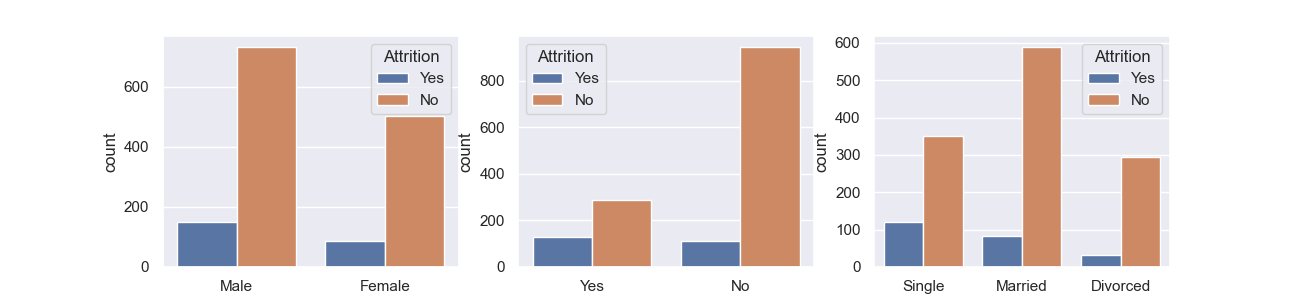 Attrition
Yes
No
600
400
200
0
count
Male
Female
Attrition
Yes
No
800
600
400
200
0
count
Yes
No
Attrition
Yes
No
600
500
400
300
200
100
0
count
Single
Married
Divorced